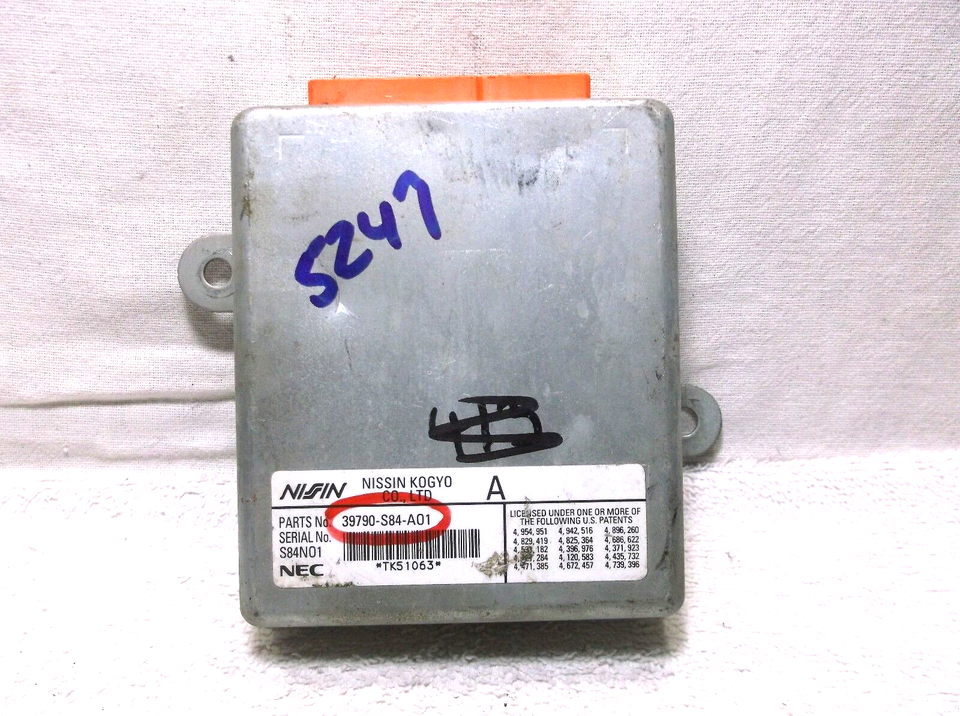 5247
NISSIN NISSIN KOGYO CO., LTD A
PARTS No. 39790-S84-A01
SERIAL No.
S84N01
NEC *TK51063*
LICENSED UNDER ONE OR MORE OF
THE FOLLOWING U.S. PATENTS
4,954,951 4,942,516 4,896,260
4,829,419 4,825,364 4,686,622
182 4,396,976 4,371,923
284 4,120,583 4,435,732
4,471,385 4,672,457 4,739,396